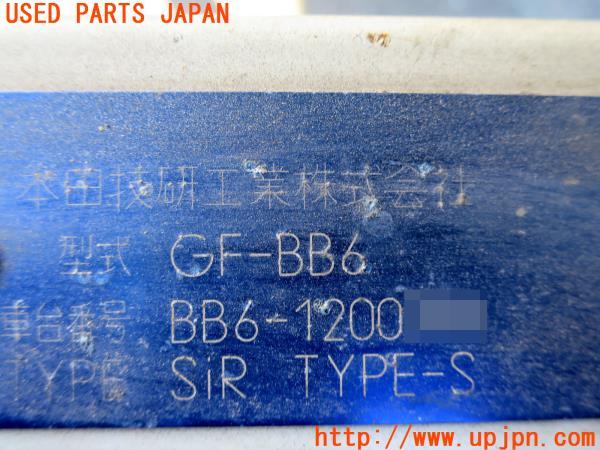 USED PARTS JAPAN
本田技研工業株式会社
型式 GF-BB6
車台番号 BB6-1200
TYPE SiR TYPE-S
http://www.upjpn.com